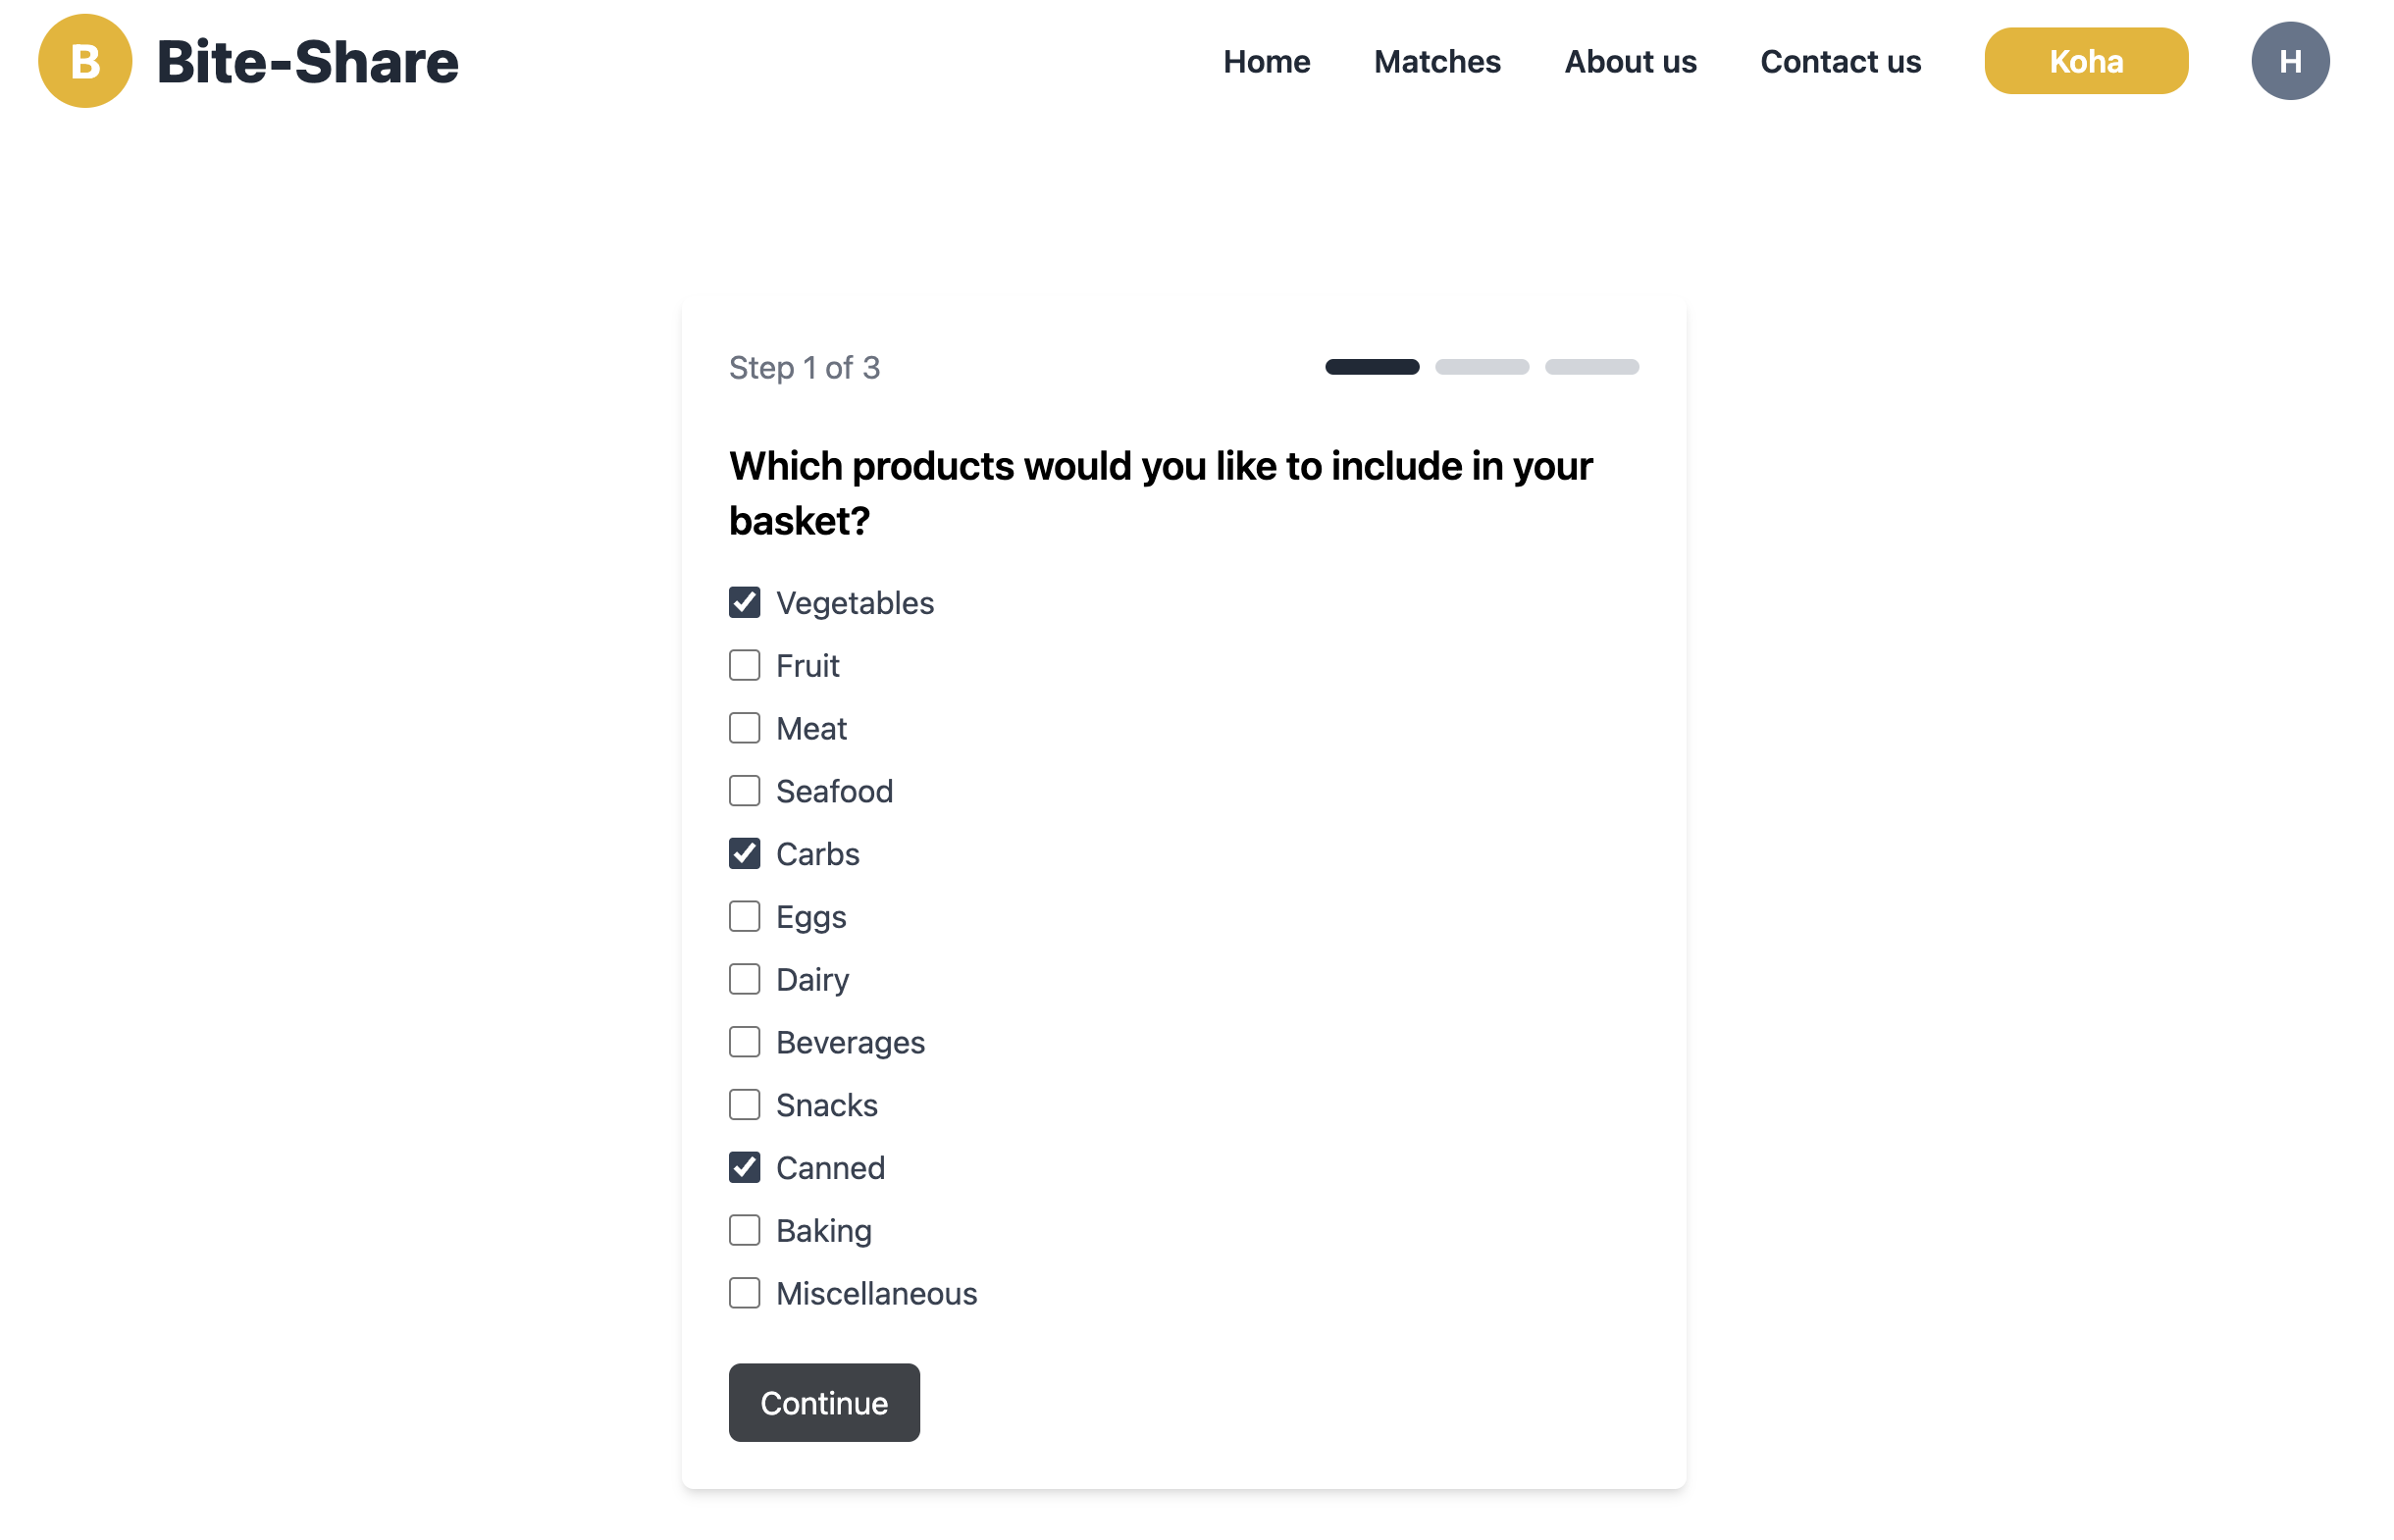 B
Bite-Share
Home
Matches
About us
Contact us
Koha
H
Step 1 of 3
Which products would you like to include in your
basket?
Vegetables
Fruit
Meat
Seafood
Carbs
Eggs
Dairy
Beverages
Snacks
Canned
Baking
Miscellaneous
Continue